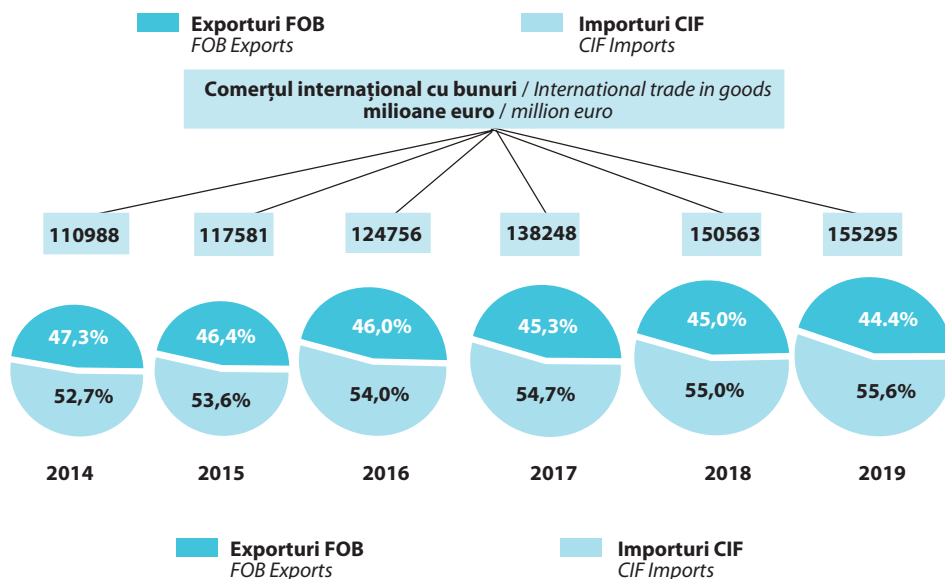 Exporturi FOB
FOB Exports
Importuri CIF
CIF Imports
Comerțul internațional cu bunuri / International trade in goods
milioane euro / million euro
110988 117581 124756 138248 150563 155295
47,3% 46,4% 46,0% 45,3% 45,0% 44.4%
52,7% 53,6% 54,0% 54,7% 55,0% 55,6%
2014 2015 2016 2017 2018 2019
Exporturi FOB
FOB Exports
Importuri CIF
CIF Imports